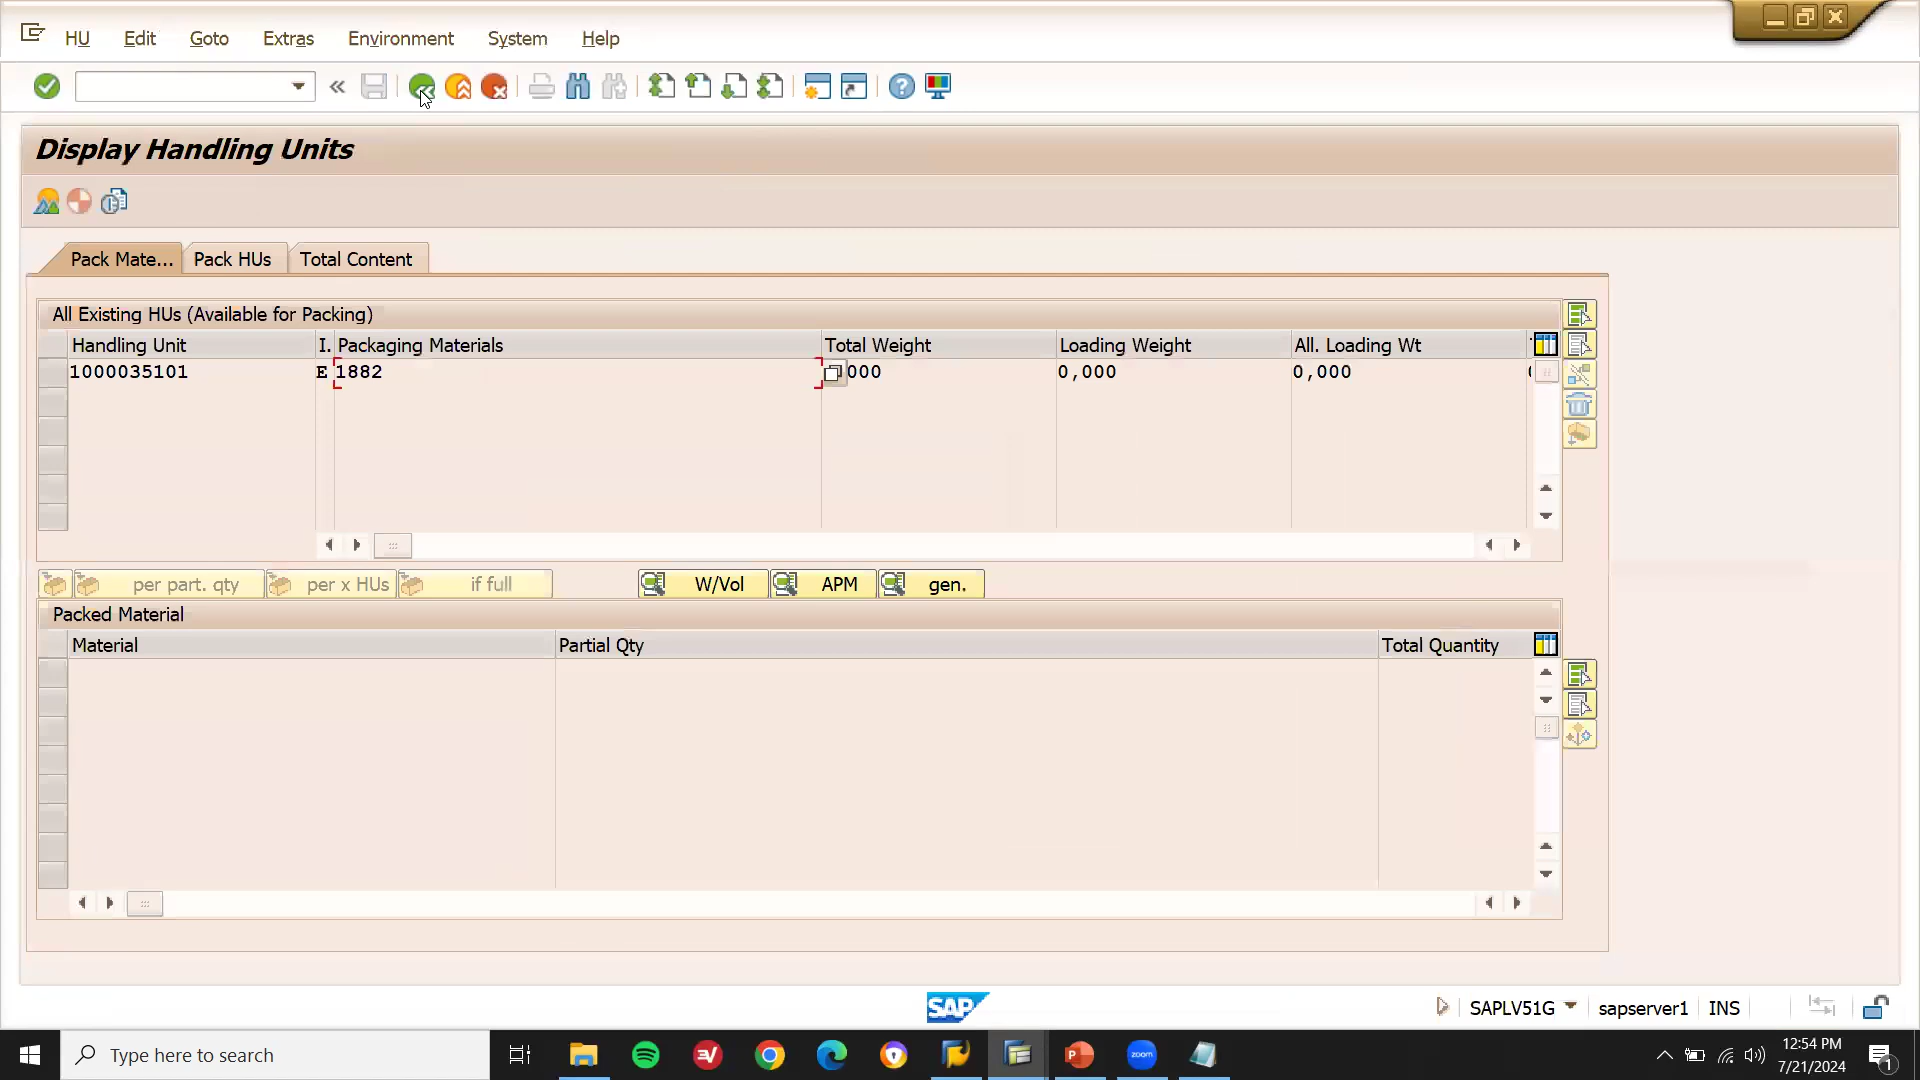 HU Edit Goto Extras Environment System Help
Display Handling Units
Pack Mate... Pack HUs Total Content
All Existing HUs (Available for Packing)
Handling Unit I. Packaging Materials Total Weight Loading Weight All. Loading Wt
1000035101 E 1882 000 0,000 0,000
per part. qty per x HUs if full W/Vol APM gen.
Packed Material
Material Partial Qty Total Quantity
SAP SAPLV51G sapserver1 INS
Type here to search zoom 12:54 PM
7/21/2024 1